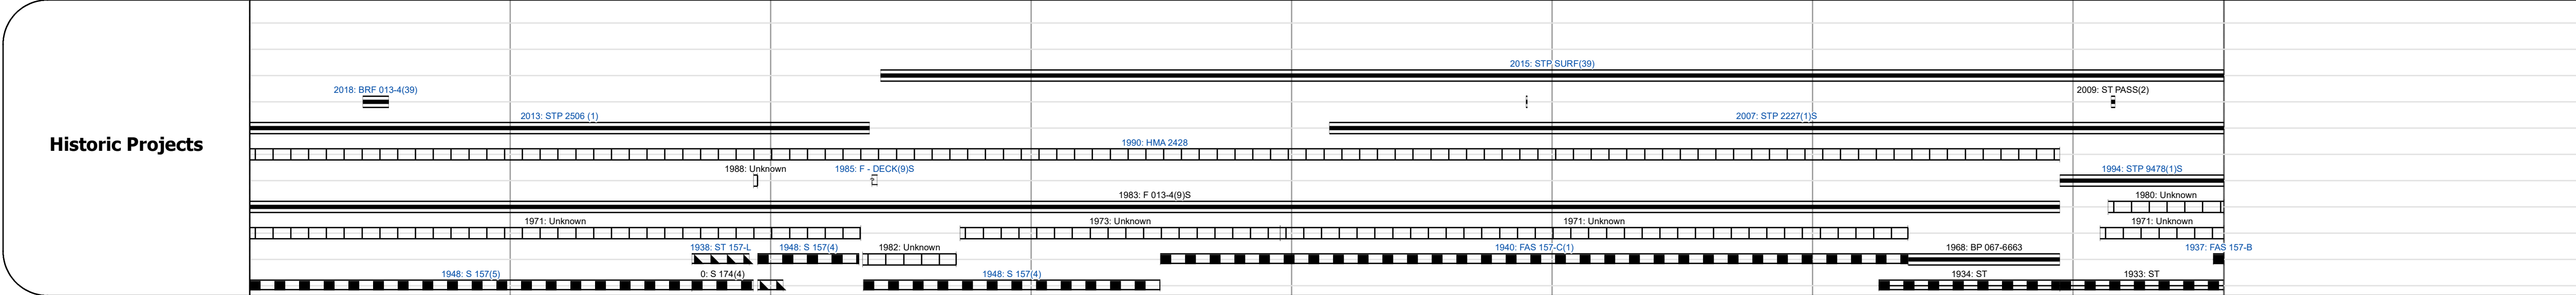 2015: STP SURF(39)
2018: BRF 013-4(39)
2009: ST PASS(2)
2013: STP 2506 (1)
2007: STP 2227(1)S
Historic Projects
1990: HMA 2428
1988: Unknown
1985: F - DECK(9)S
1994: STP 9478(1)S
1983: F 013-4(9)S
1980: Unknown
1971: Unknown
1973: Unknown
1971: Unknown
1971: Unknown
1938: ST 157-L
1948: S 157(4)
1982: Unknown
1940: FAS 157-C(1)
1968: BP 067-6663
1937: FAS 157-B
1948: S 157(5)
0: S 174(4)
1948: S 157(4)
1934: ST
1933: ST